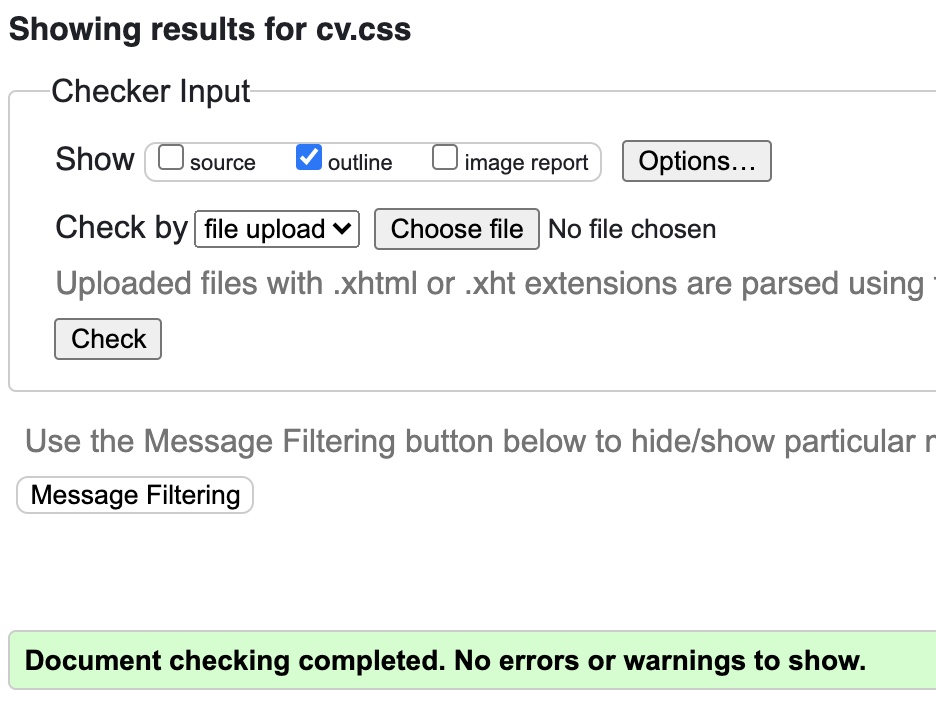 Showing results for cv.css
Checker Input
Show source outline image report Options...
Check by file upload Choose file No file chosen
Uploaded files with .xhtml or .xht extensions are parsed using
Check
Use the Message Filtering button below to hide/show particular
Message Filtering
Document checking completed. No errors or warnings to show.